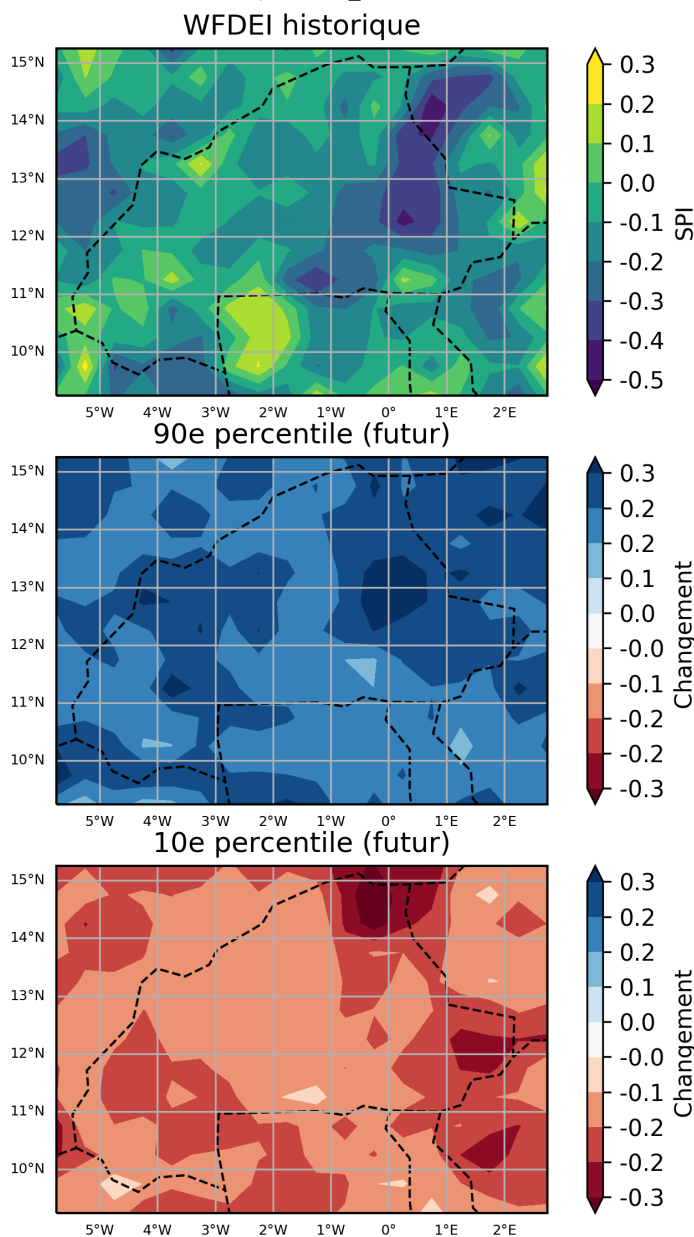 WFDEI historique
15°N
14°N
13°N
12°N
11°N
10°N
5°W 4°W 3°W 2°W 1°W 0° 1°E 2°E
0.3
0.2
0.1
0.0
-0.1
-0.2
-0.3
-0.4
-0.5
SPI
90e percentile (futur)
15°N
14°N
13°N
12°N
11°N
10°N
5°W 4°W 3°W 2°W 1°W 0° 1°E 2°E
0.3
0.2
0.2
0.1
0.0
-0.0
-0.1
-0.2
-0.2
-0.3
Changement
10e percentile (futur)
15°N
14°N
13°N
12°N
11°N
10°N
5°W 4°W 3°W 2°W 1°W 0° 1°E 2°E
0.3
0.2
0.2
0.1
0.0
-0.0
-0.1
-0.2
-0.2
-0.3
Changement